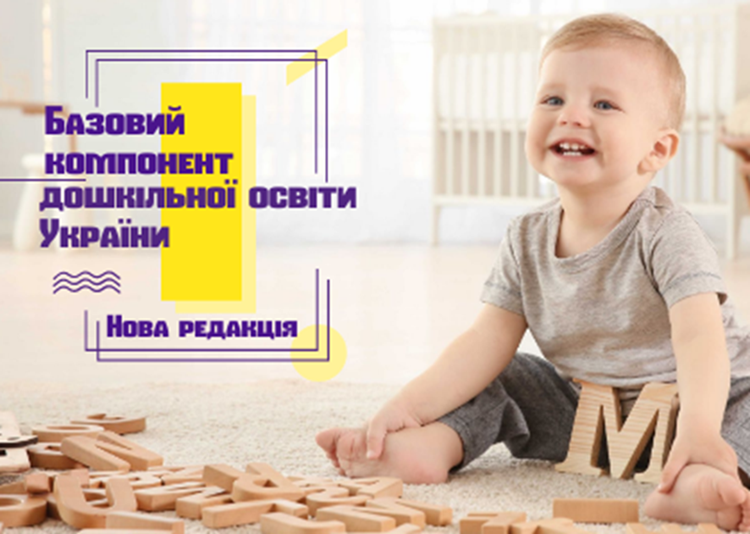 Базовий
компонент
дошкільної освіти
України
Нова редакція
М